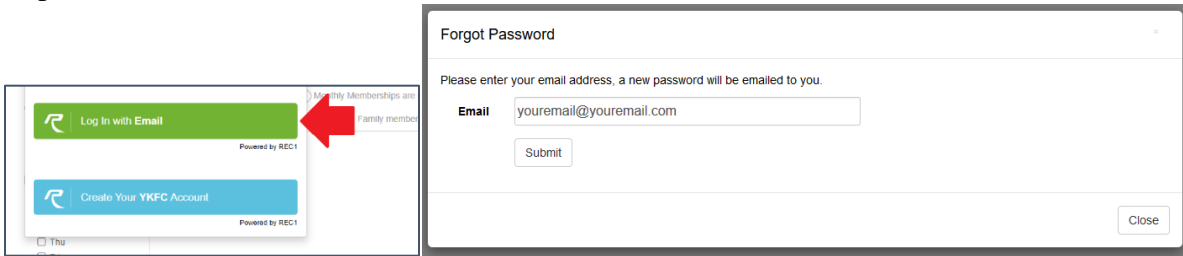 Monthly Memberships are
Log In with Email
Family member
Powered by REC1
Create Your YKFC Account
Powered by REC1
Thu
Forgot Password
×
Please enter your email address, a new password will be emailed to you.
Email youremail@youremail.com
Submit
Close